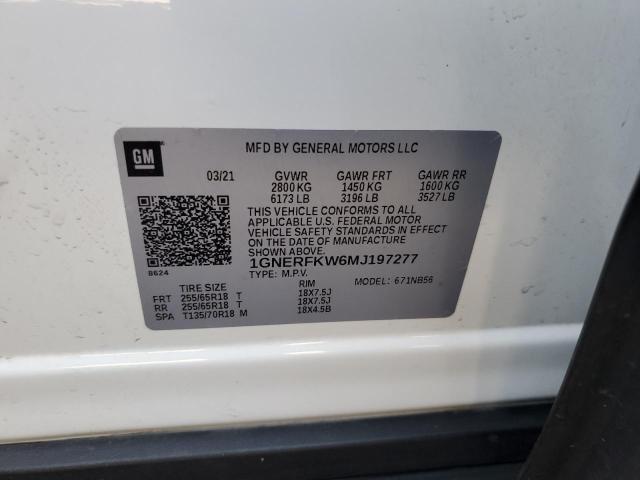 GM
MFD BY GENERAL MOTORS LLC
03/21 GVWR GAWR FRT GAWR RR
2800 KG 1450 KG 1600 KG
6173 LB 3196 LB 3527 LB
THIS VEHICLE CONFORMS TO ALL
APPLICABLE U.S. FEDERAL MOTOR
VEHICLE SAFETY STANDARDS IN
EFFECT ON THE DATE OF MANUFACTURE
SHOWN ABOVE.
1GNERFKW6MJ197277
8624
TYPE: M.P.V. MODEL: 671NB56
TIRE SIZE RIM
FRT 255/65R18 T 18X7.5J
RR 255/65R18 T 18X7.5J
SPA T135/70R18 M 18X4.5B